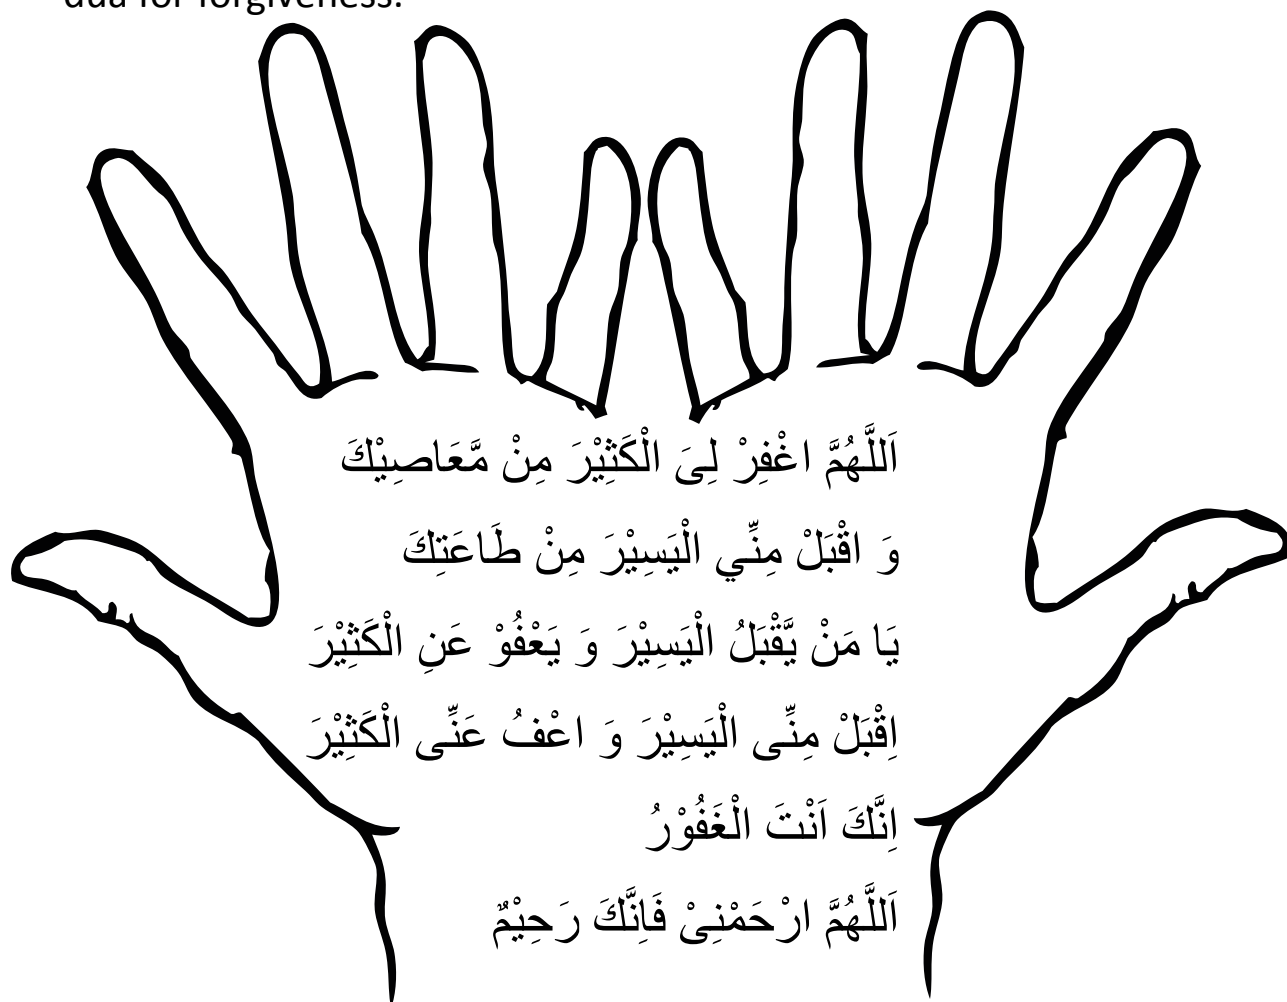 dua for forgiveness.
اَللَّهُمَّ اغْفِرْ لِیَ الْكَثِيْرَ مِنْ مَّعَاصِيْكَ
وَ اقْبَلْ مِنِّي الْيَسِيْرَ مِنْ طَاعَتِكَ
يَا مَنْ يَّقْبَلُ الْيَسِيْرَ وَ يَعْفُوْ عَنِ الْكَثِيْرَ
اِقْبَلْ مِنِّى الْيَسِيْرَ وَ اعْفُ عَنِّى الْكَثِيْرَ
اِنَّكَ اَنْتَ الْغَفُوْرُ
اَللَّهُمَّ ارْحَمْنِىْ فَاِنَّكَ رَحِيْمٌ